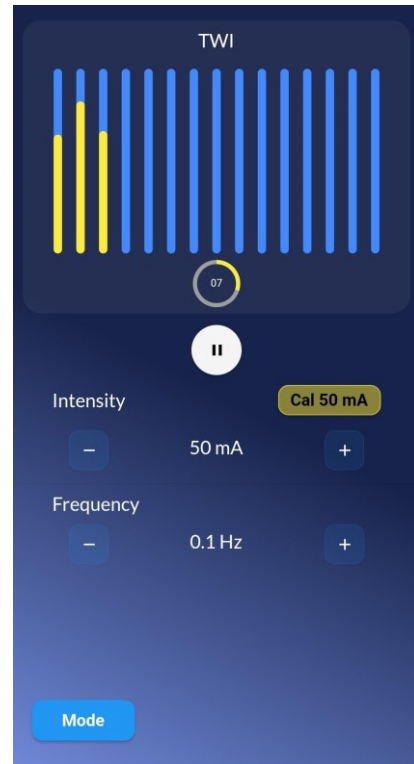 TWI
07
Intensity
Cal 50 mA
− 50 mA +
Frequency
− 0.1 Hz +
Mode